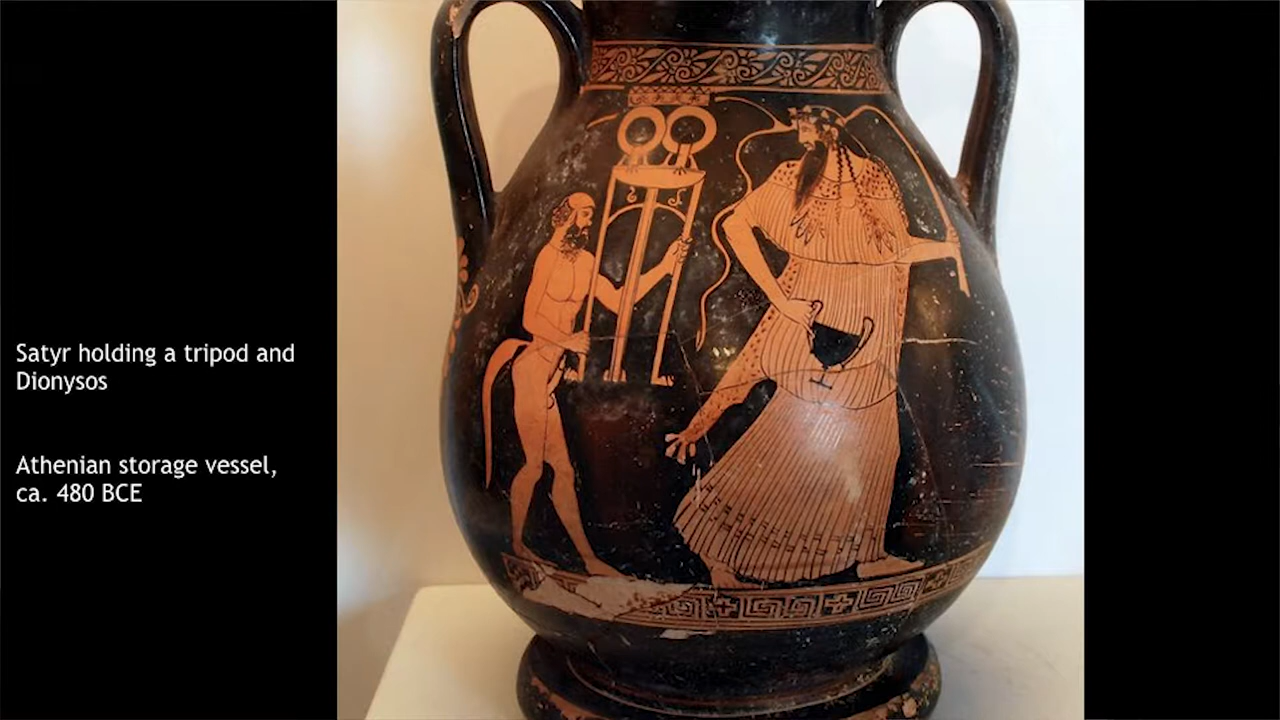 Satyr holding a tripod and
Dionysos
Athenian storage vessel,
ca. 480 BCE